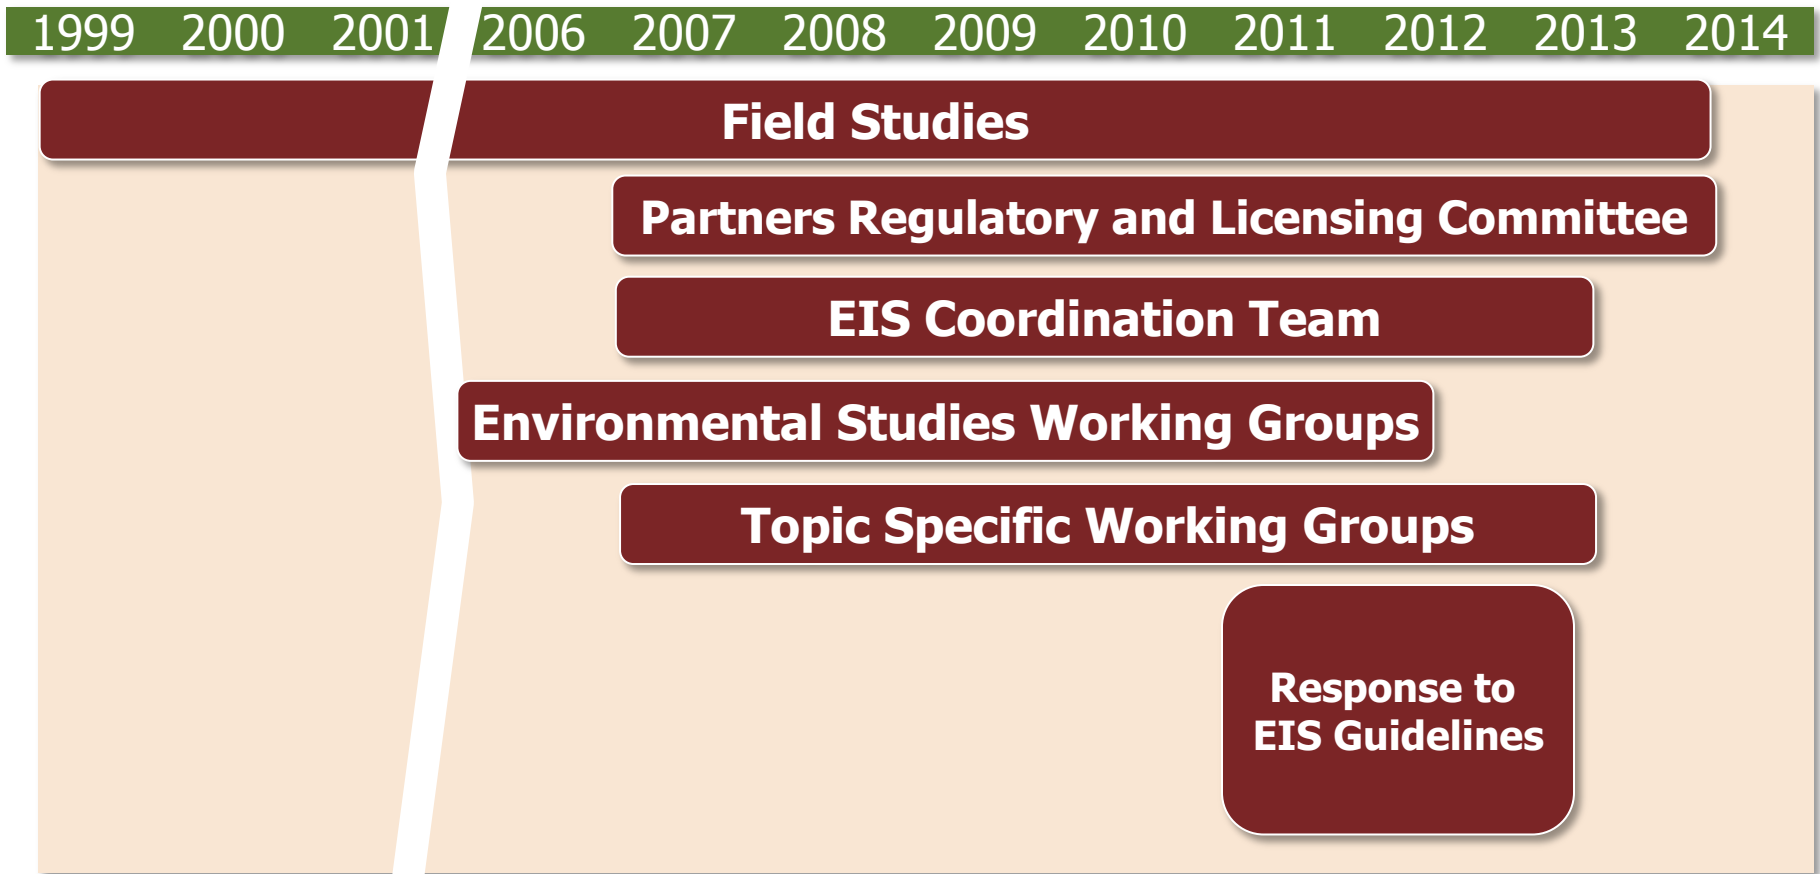 1999 2000 2001 2006 2007 2008 2009 2010 2011 2012 2013 2014
Field Studies
Partners Regulatory and Licensing Committee
EIS Coordination Team
Environmental Studies Working Groups
Topic Specific Working Groups
Response to
EIS Guidelines